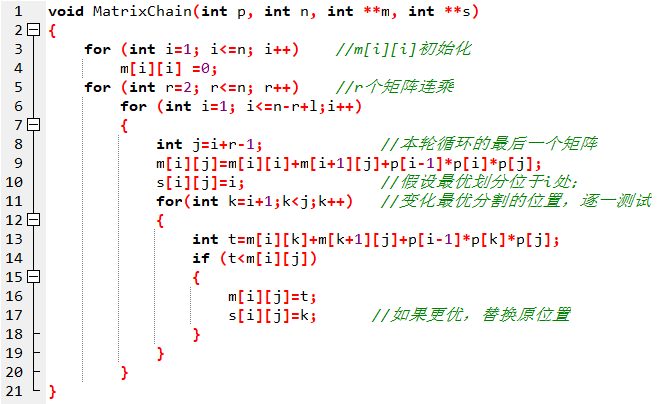 1 void MatrixChain(int p, int n, int **m, int **s)
2 {
3 for (int i=1; i<=n; i++) //m[i][i]初始化
4 m[i][i] =0;
5 for (int r=2; r<=n; r++) //r个矩阵连乘
6 for (int i=1; i<=n-r+l;i++)
7 {
8 int j=i+r-1; //本轮循环的最后一个矩阵
9 m[i][j]=m[i][i]+m[i+1][j]+p[i-1]*p[i]*p[j];
10 s[i][j]=i; //假设最优划分位于i处;
11 for(int k=i+1;k<j;k++) //变化最优分割的位置，逐一测试
12 {
13 int t=m[i][k]+m[k+1][j]+p[i-1]*p[k]*p[j];
14 if (t<m[i][j])
15 {
16 m[i][j]=t;
17 s[i][j]=k; //如果更优，替换原位置
18 }
19 }
20 }
21 }